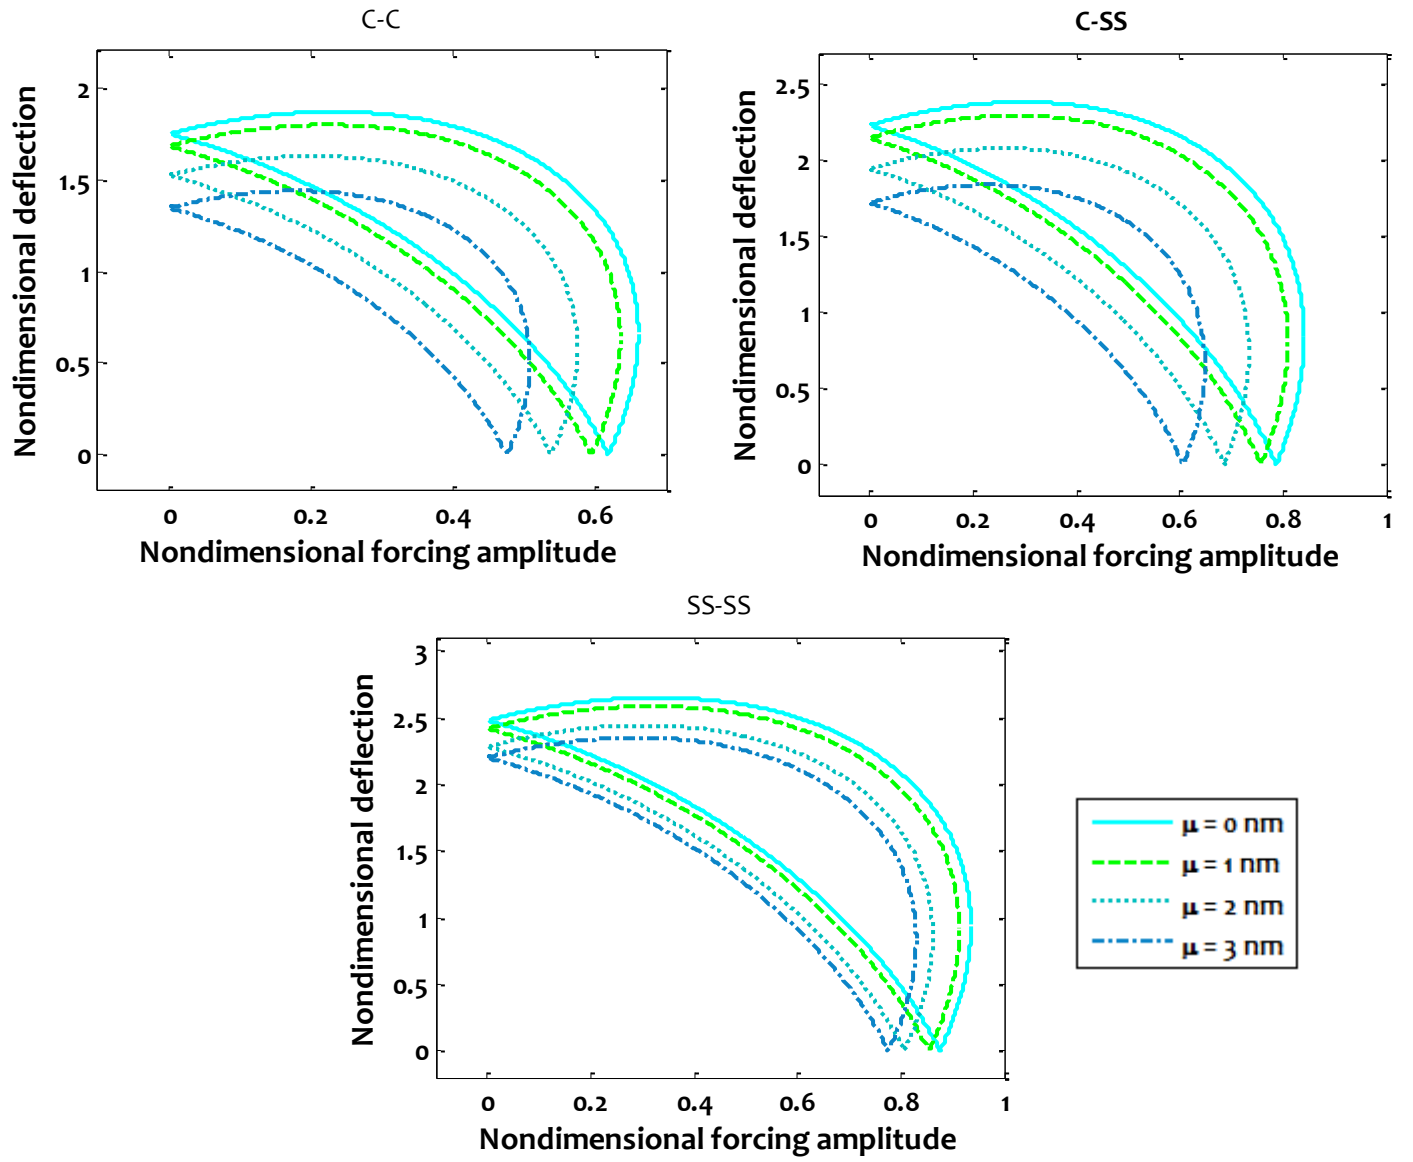 C-C
2
1.5
1
0.5
0
0
0.2
0.4
0.6
Nondimensional deflection
Nondimensional forcing amplitude
C-SS
2.5
2
1.5
1
0.5
0
0
0.2
0.4
0.6
0.8
1
Nondimensional deflection
Nondimensional forcing amplitude
SS-SS
3
2.5
2
1.5
1
0.5
0
0
0.2
0.4
0.6
0.8
1
Nondimensional deflection
Nondimensional forcing amplitude
μ = 0 nm
μ = 1 nm
μ = 2 nm
μ = 3 nm